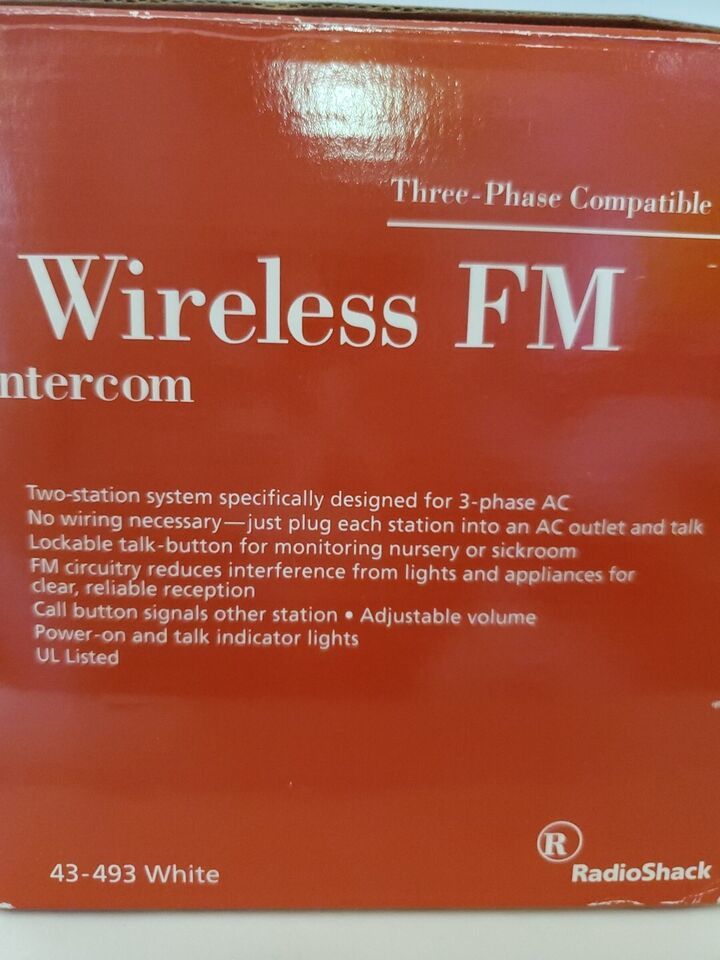 Three-Phase Compatible
Wireless FM
ntercom
Two-station system specifically designed for 3-phase AC
No wiring necessary—just plug each station into an AC outlet and talk
Lockable talk-button for monitoring nursery or sickroom
FM circuitry reduces interference from lights and appliances for
clear, reliable reception
Call button signals other station • Adjustable volume
Power-on and talk indicator lights
UL Listed
43-493 White
R
RadioShack